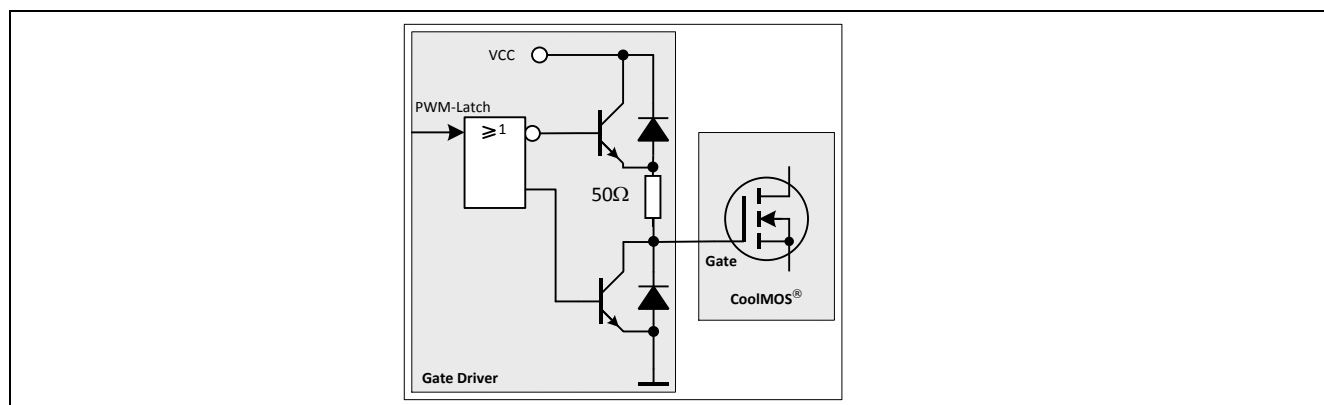 VCC
PWM-Latch
≥1
50Ω
Gate
CoolMOS®
Gate Driver